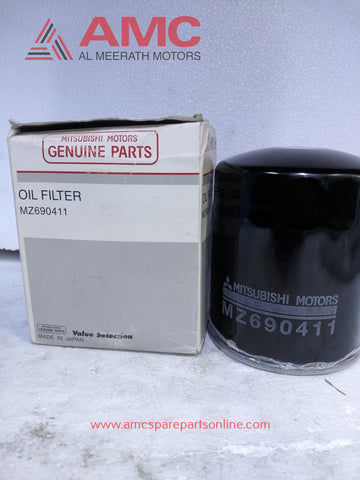 AMC
AL MEERATH MOTORS
MITSUBISHI MOTORS
GENUINE PARTS
OIL FILTER
MZ690411
Value Selection
MADE IN JAPAN
MITSUBISHI MOTORS
MZ690411
www.amcsparepartsonline.com